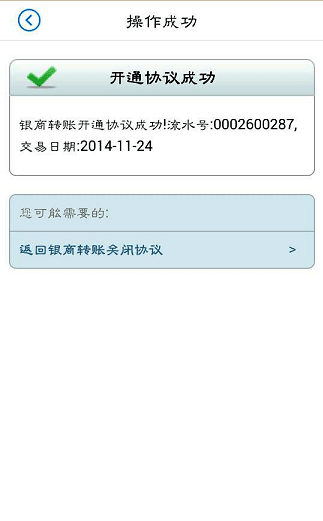 操作成功
开通协议成功
银商转账开通协议成功!流水号:0002600287,
交易日期:2014-11-24
您可能需要的:
返回银商转账关闭协议 >